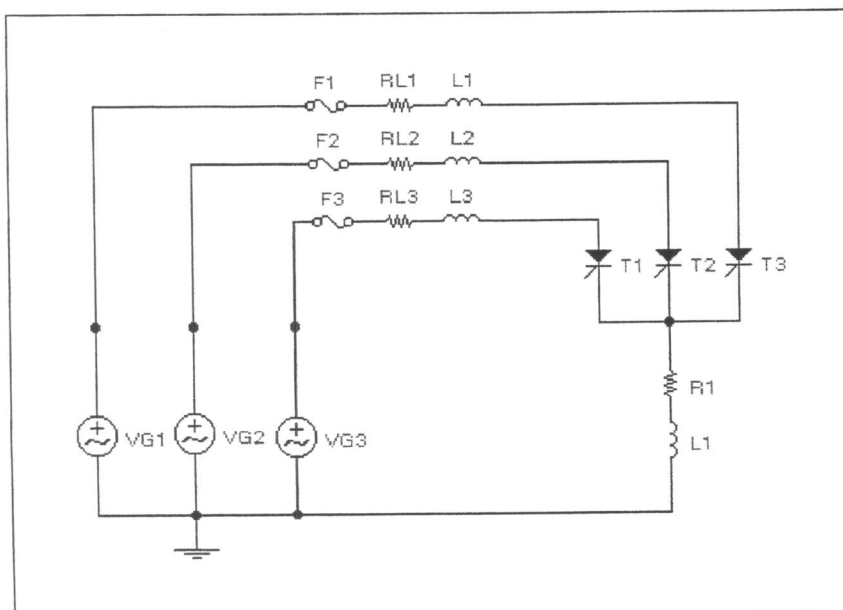 F1 RL1 L1
F2 RL2 L2
F3 RL3 L3
T1 T2 T3
R1
VG1 VG2 VG3
L1